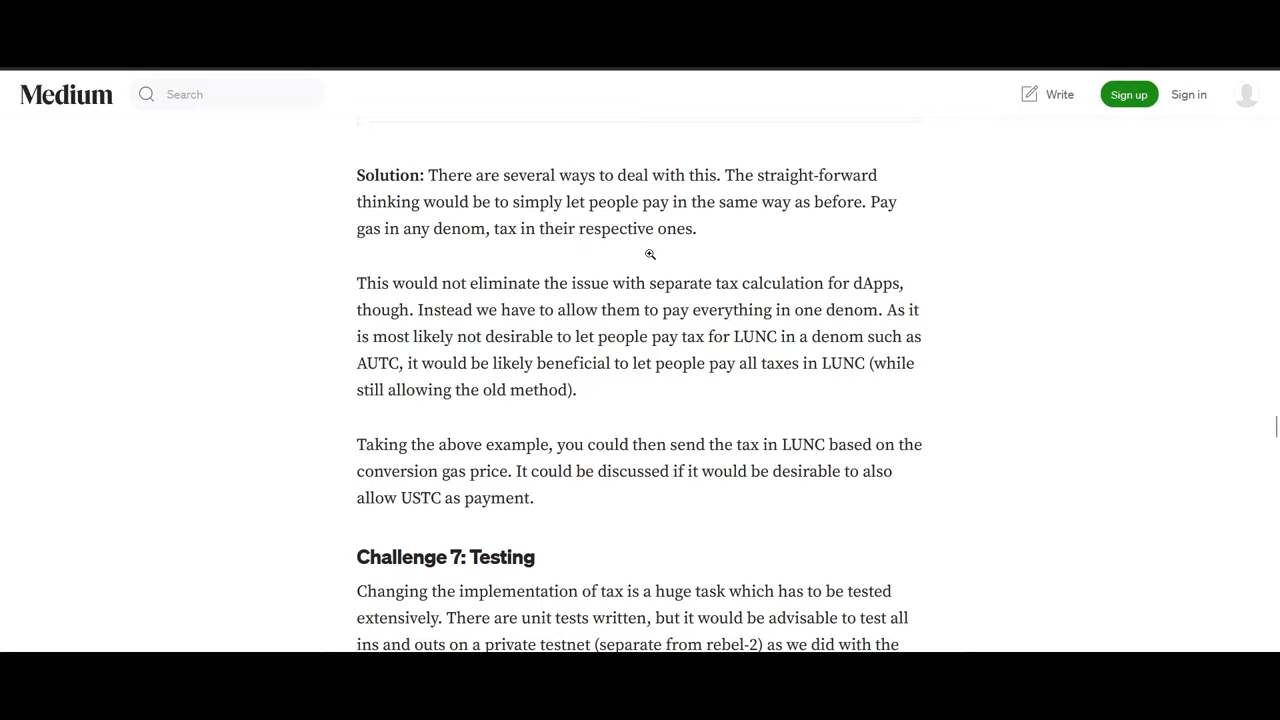 Medium
Search
Write
Sign up
Sign in
Solution: There are several ways to deal with this. The straight-forward
thinking would be to simply let people pay in the same way as before. Pay
gas in any denom, tax in their respective ones.
This would not eliminate the issue with separate tax calculation for dApps,
though. Instead we have to allow them to pay everything in one denom. As it
is most likely not desirable to let people pay tax for LUNC in a denom such as
AUTC, it would be likely beneficial to let people pay all taxes in LUNC (while
still allowing the old method).
Taking the above example, you could then send the tax in LUNC based on the
conversion gas price. It could be discussed if it would be desirable to also
allow USTC as payment.
Challenge 7: Testing
Changing the implementation of tax is a huge task which has to be tested
extensively. There are unit tests written, but it would be advisable to test all
ins and outs on a private testnet (separate from rebel-2) as we did with the